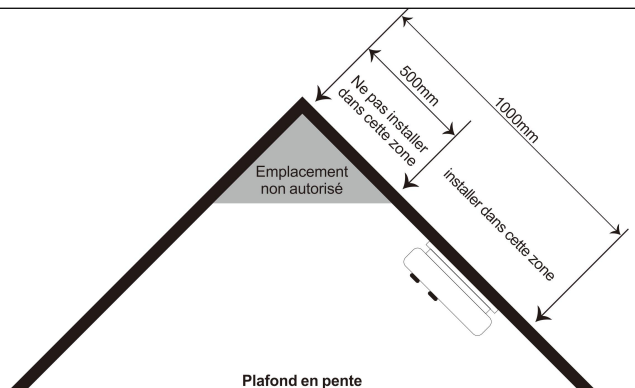 500mm
1000mm
Ne pas installer
dans cette zone
installer dans cette zone
Emplacement
non autorisé
Plafond en pente